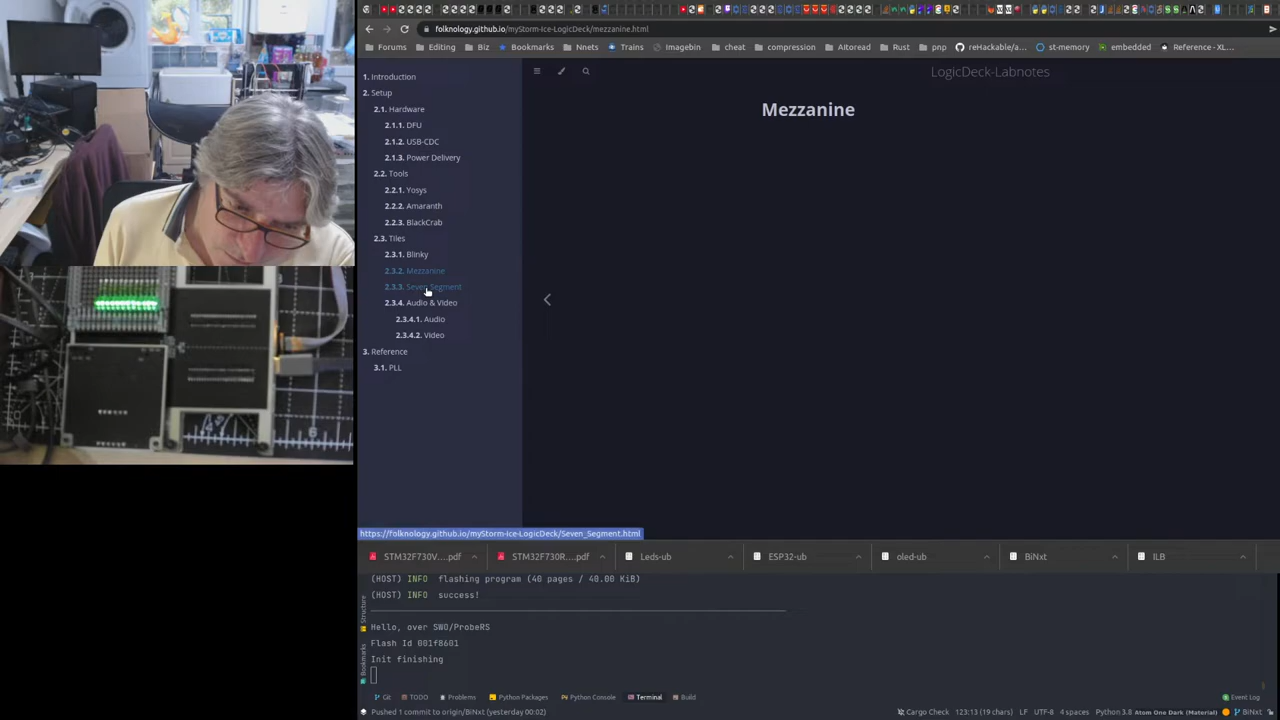 folknology.github.io/myStorm-Ice-LogicDeck/mezzanine.html
Forums Editing Biz Bookmarks Nnets Trains Imagebin cheat compression Aitoread Rust pnp reHackable/a... st-memory embedded Reference - XL...
LogicDeck-Labnotes
Mezzanine
1. Introduction
2. Setup
2.1. Hardware
2.1.1. DFU
2.1.2. USB-CDC
2.1.3. Power Delivery
2.2. Tools
2.2.1. Yosys
2.2.2. Amaranth
2.2.3. BlackCrab
2.3. Tiles
2.3.1. Blinky
2.3.2. Mezzanine
2.3.3. Seven Segment
2.3.4. Audio & Video
2.3.4.1. Audio
2.3.4.2. Video
3. Reference
3.1. PLL
https://folknology.github.io/myStorm-Ice-LogicDeck/Seven_Segment.html
STM32F730V....pdf STM32F730R....pdf Leds-ub ESP32-ub oled-ub BiNxt ILB
(HOST) INFO flashing program (40 pages / 40.00 KiB)
(HOST) INFO success!
Hello, over SWO/ProbeRS
Flash Id 001f8601
Init finishing
Structure
Bookmarks
Git TODO Problems Python Packages Python Console Terminal Build Event Log
Pushed 1 commit to origin/BiNxt (yesterday 00:02) Cargo Check 123:13 (19 chars) LF UTF-8 4 spaces Python 3.8 Atom One Dark (Material) BiNxt